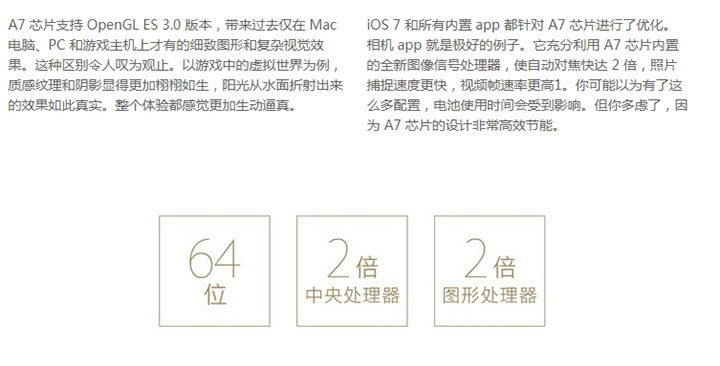 A7 芯片支持 OpenGL ES 3.0 版本，带来过去仅在 Mac
电脑、PC 和游戏主机上才有的细致图形和复杂视觉效
果。这种区别令人叹为观止。以游戏中的虚拟世界为例，
质感纹理和阴影显得更加栩栩如生，阳光从水面折射出来
的效果如此真实。整个体验都感觉更加生动逼真。
iOS 7 和所有内置 app 都针对 A7 芯片进行了优化。
相机 app 就是极好的例子。它充分利用 A7 芯片内置
的全新图像信号处理器，使自动对焦快达 2 倍，照片
捕捉速度更快，视频帧速率更高1。你可能以为有了这
么多配置，电池使用时间会受到影响。但你多虑了，因
为 A7 芯片的设计非常高效节能。
64
位
2 倍
中央处理器
2 倍
图形处理器